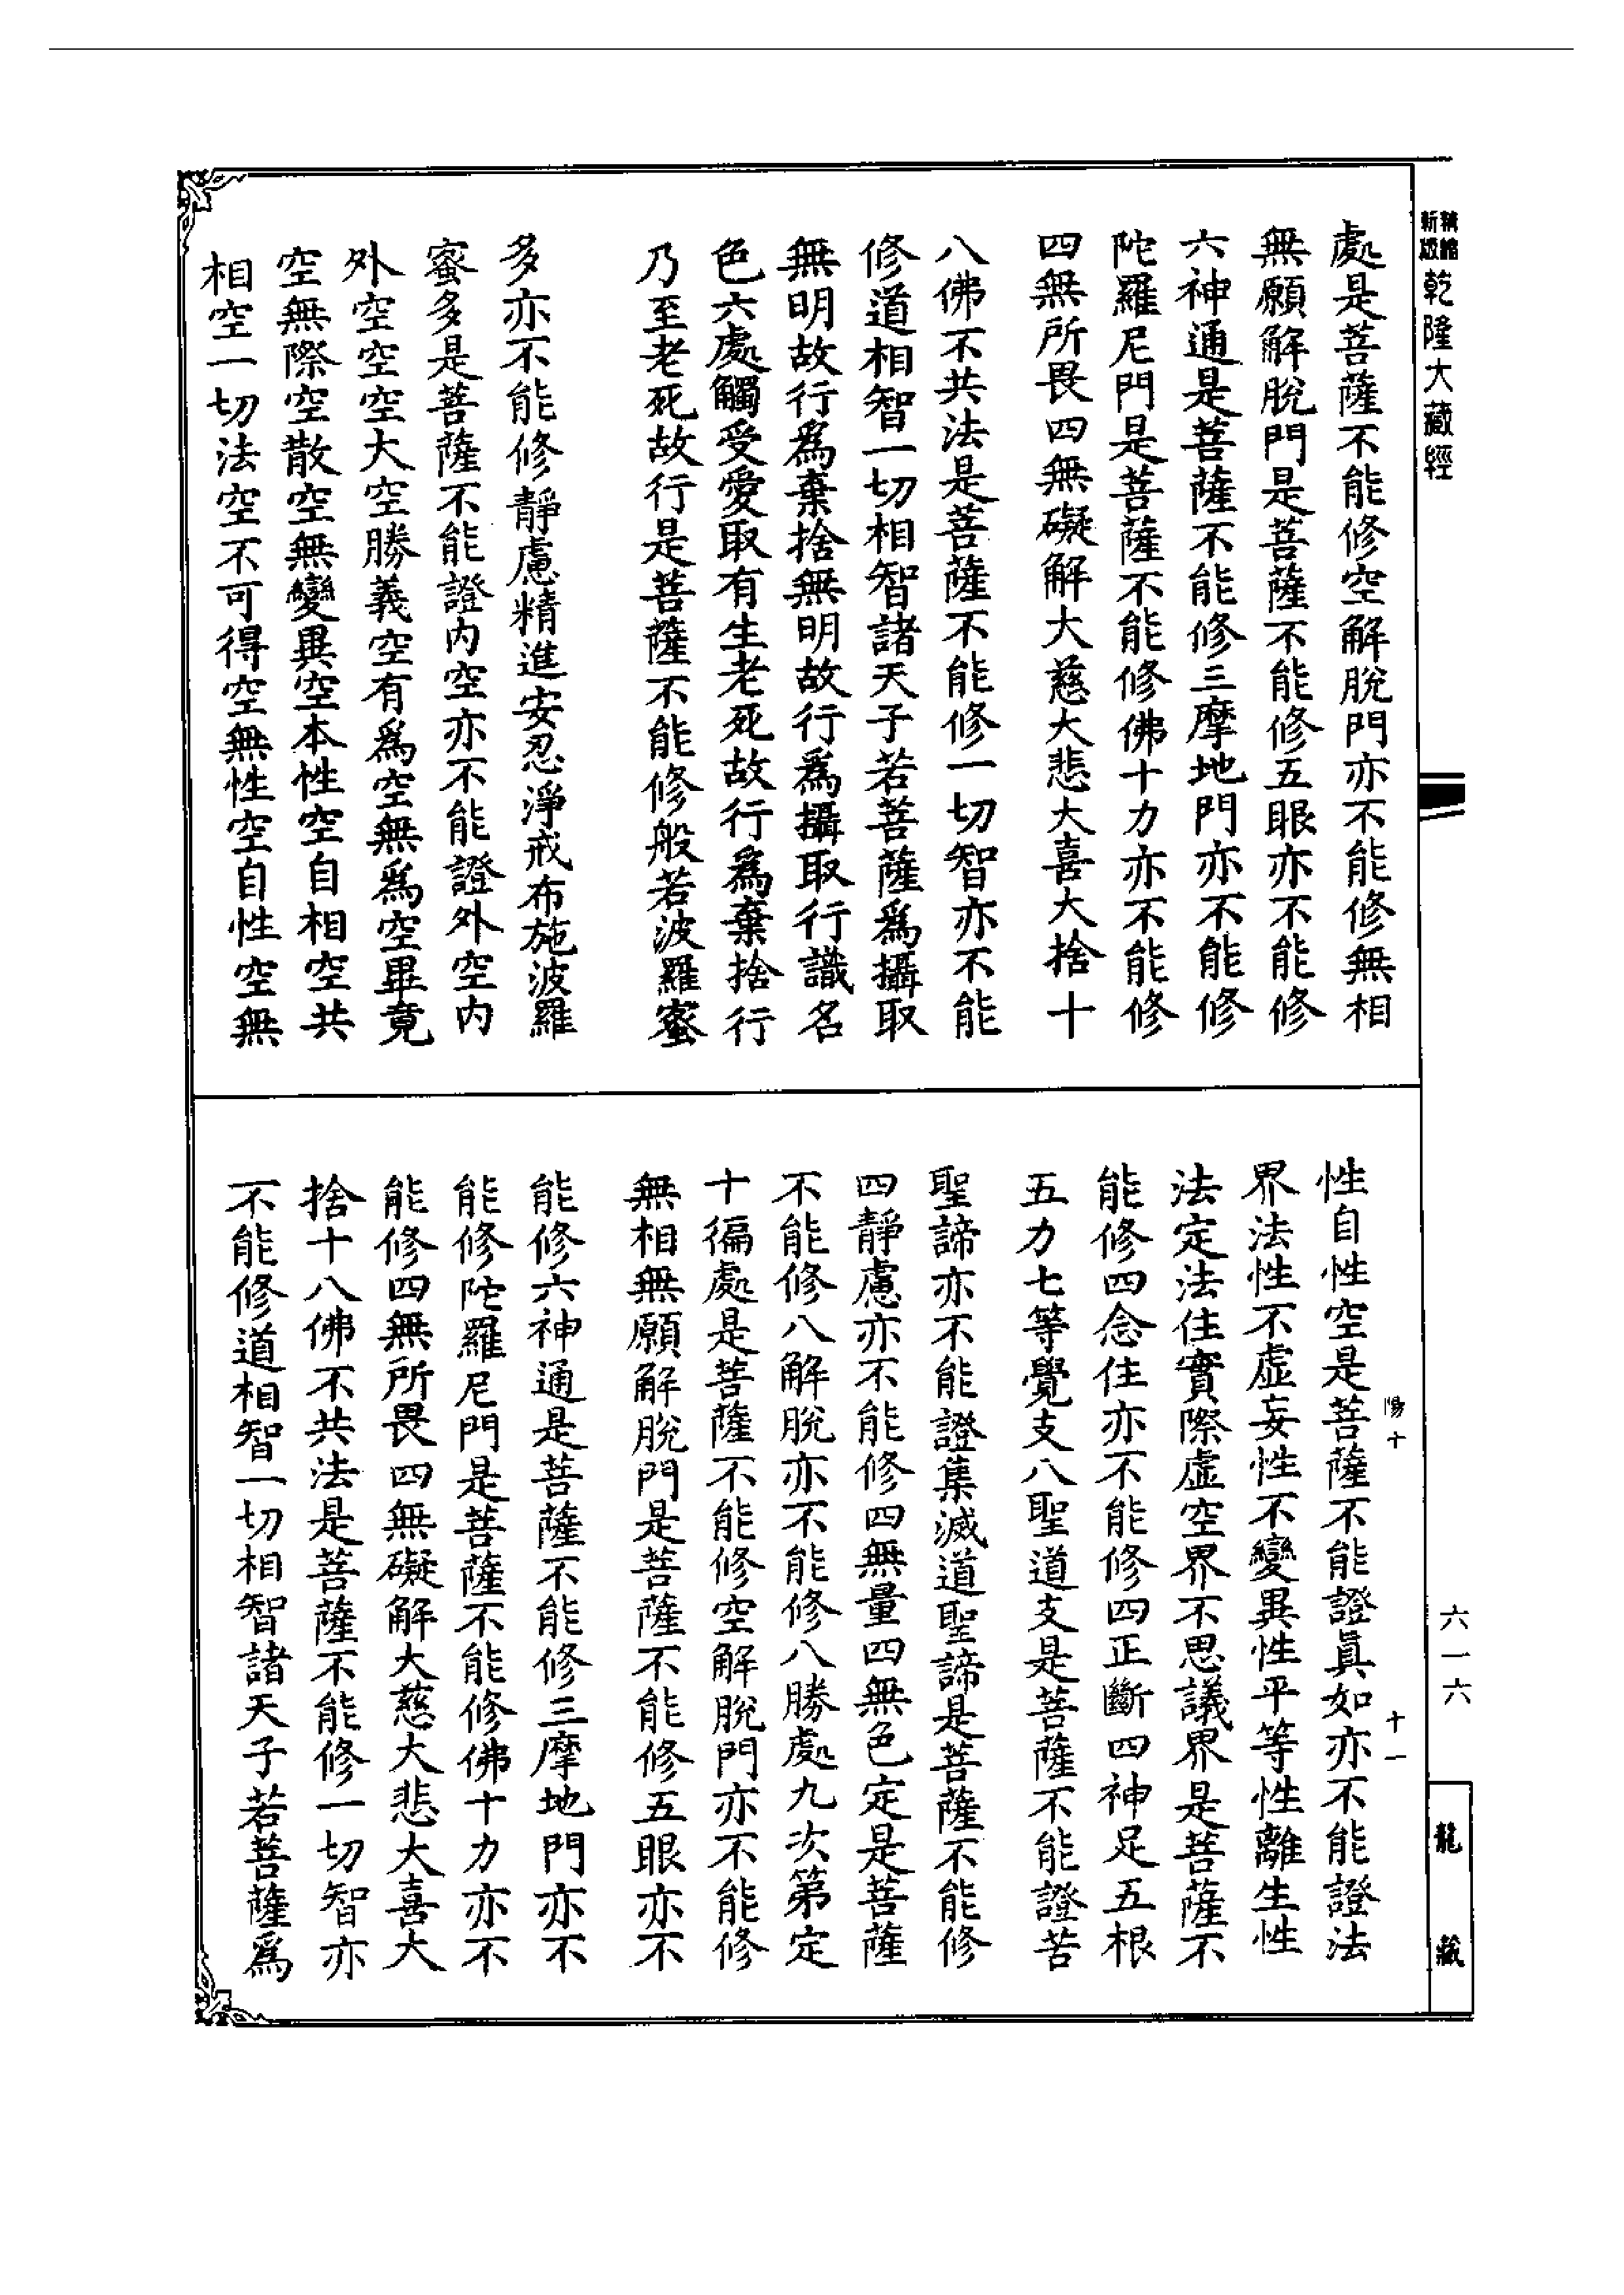 精縮
新版
乾隆大藏經
處是菩薩不能修空解脫門亦不能修無相
無願解脫門是菩薩不能修五眼亦不能修
六神通是菩薩不能修三摩地門亦不能修
陀羅尼門是菩薩不能修佛十力亦不能修
四無所畏四無礙解大慈大悲大喜大捨十
八佛不共法是菩薩不能修一切智亦不能
修道相智一切相智諸天子若菩薩爲攝取
無明故行爲棄捨無明故行爲攝取行識名
色六處觸受愛取有生老死故行爲棄捨行
乃至老死故行是菩薩不能修般若波羅蜜
多亦不能修靜慮精進安忍淨戒布施波羅
蜜多是菩薩不能證內空亦不能證外空內
外空空空大空勝義空有爲空無爲空畢竟
空無際空散空無變異空本性空自相空共
相空一切法空不可得空無性空自性空無
陽十
十一
性自性空是菩薩不能證眞如亦不能證法
界法性不虛妄性不變異性平等性離生性
法定法住實際虛空界不思議界是菩薩不
能修四念住亦不能修四正斷四神足五根
五力七等覺支八聖道支是菩薩不能證苦
聖諦亦不能證集滅道聖諦是菩薩不能修
四靜慮亦不能修四無量四無色定是菩薩
不能修八解脫亦不能修八勝處九次第定
十徧處是菩薩不能修空解脫門亦不能修
無相無願解脫門是菩薩不能修五眼亦不
能修六神通是菩薩不能修三摩地門亦不
能修陀羅尼門是菩薩不能修佛十力亦不
能修四無所畏四無礙解大慈大悲大喜大
捨十八佛不共法是菩薩不能修一切智亦
不能修道相智一切相智諸天子若菩薩爲
六一六
龍藏